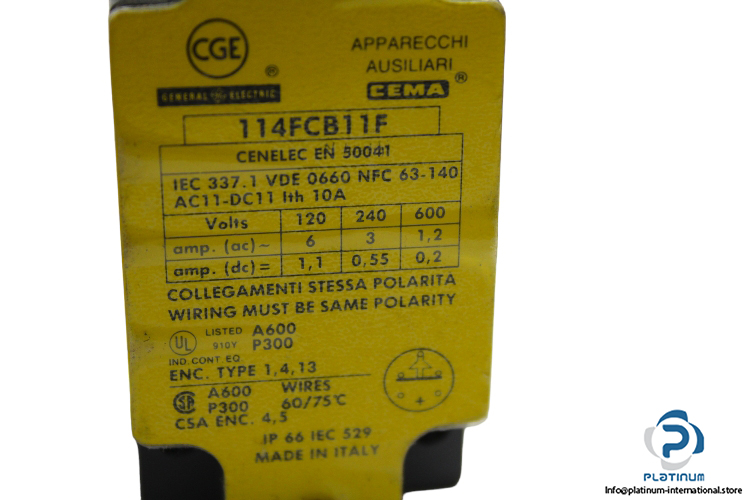 CGE ®
GENERAL ELECTRIC
APPARECCHI
AUSILIARI
CEMA ®
114FCB11F
CENELEC EN 50041
IEC 337.1 VDE 0660 NFC 63-140
AC11-DC11 Ith 10A
Volts 120 240 600
amp. (ac) ~ 6 3 1,2
amp. (dc) = 1,1 0,55 0,2
COLLEGAMENTI STESSA POLARITA
WIRING MUST BE SAME POLARITY
UL LISTED A600
910Y P300
IND. CONT. EQ.
ENC. TYPE 1,4,13
SA A600 WIRES
P300 60/75°C
CSA ENC. 4,5
IP 66 IEC 529
MADE IN ITALY
PLATINUM
INTERNATIONAL
Info@platinum-international.store